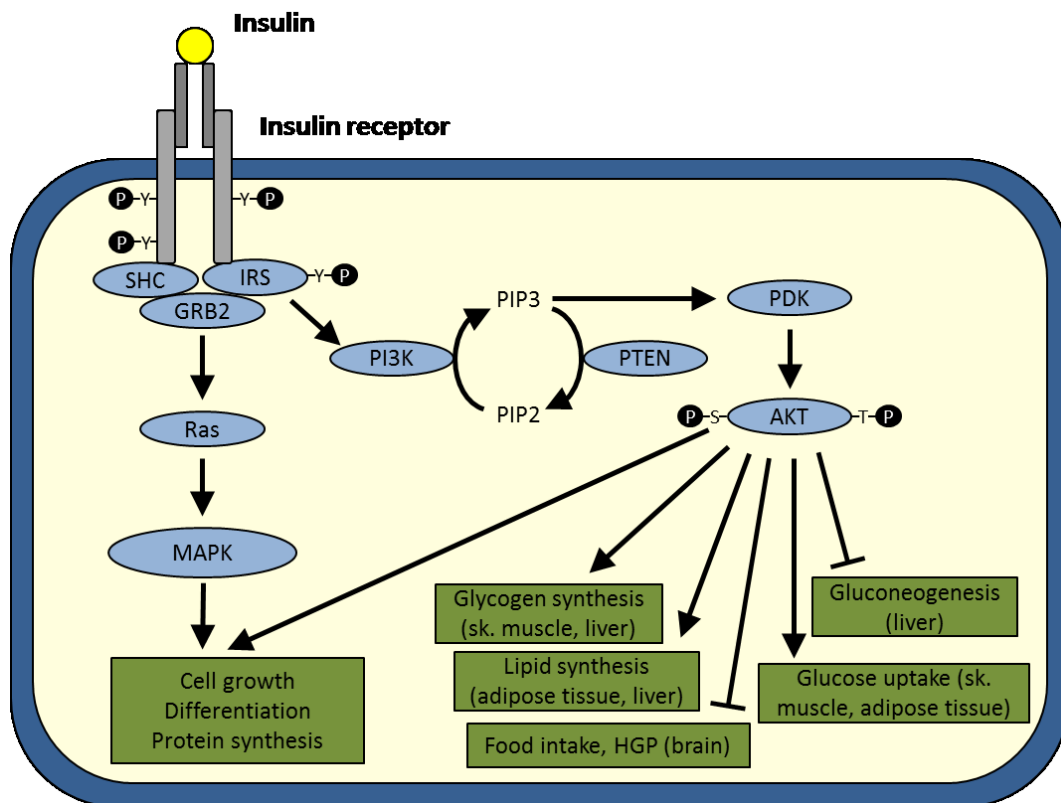 Insulin
Insulin receptor
P Y
Y P
P Y
SHC
IRS
Y P
GRB2
PIP3
PDK
PI3K
PTEN
PIP2
Ras
P S
AKT
T P
MAPK
Glycogen synthesis
(sk. muscle, liver)
Gluconeogenesis
(liver)
Lipid synthesis
(adipose tissue, liver)
Glucose uptake (sk.
muscle, adipose tissue)
Cell growth
Differentiation
Protein synthesis
Food intake, HGP (brain)